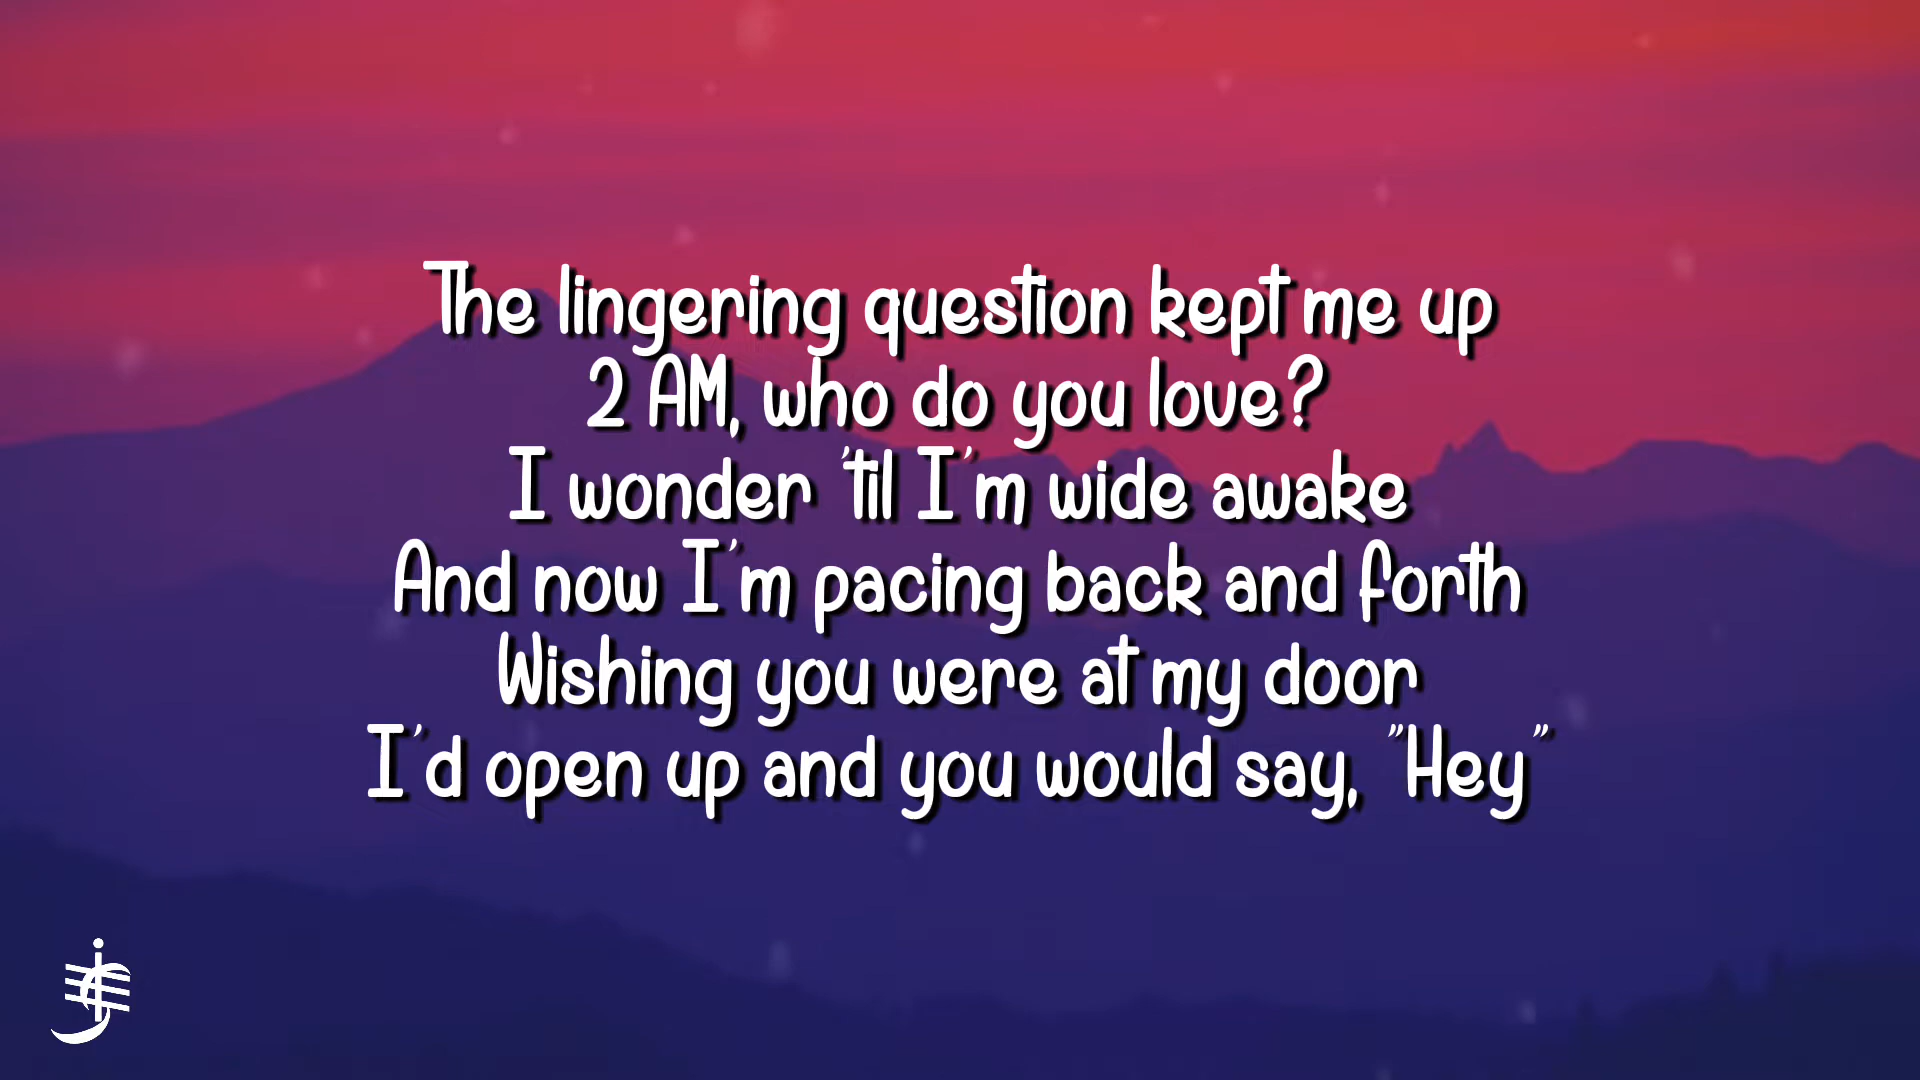 The lingering question kept me up
2 AM, who do you love?
I wonder 'til I'm wide awake
And now I'm pacing back and forth
Wishing you were at my door
I'd open up and you would say, "Hey"